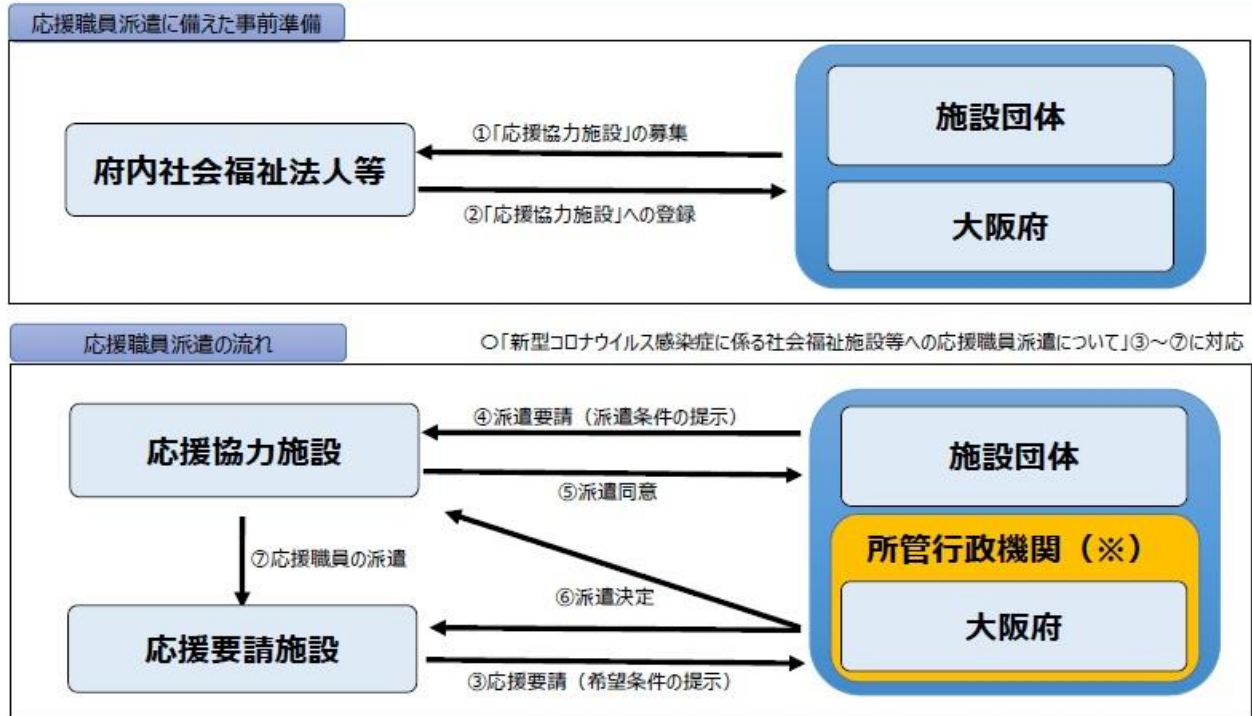 応援職員派遣に備えた事前準備
府内社会福祉法人等
①「応援協力施設」の募集
②「応援協力施設」への登録
施設団体
大阪府
応援職員派遣の流れ
○「新型コロナウイルス感染症に係る社会福祉施設等への応援職員派遣について」③~⑦に対応
応援協力施設
④派遣要請（派遣条件の提示）
⑤派遣同意
施設団体
所管行政機関（※）
大阪府
⑦応援職員の派遣
⑥派遣決定
応援要請施設
③応援要請（希望条件の提示）